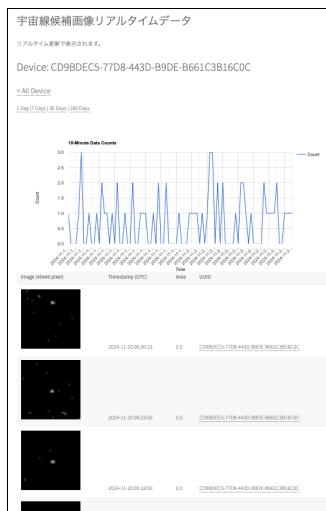 宇宙線候補画像リアルタイムデータ
リアルタイム更新で表示されます。
Device: CD9BDEC5-77D8-443D-B9DE-B661C3B16C0C
< All Device
1 Day |7 Days | 30 Days | 100 Days
10-Minute Data Counts
Count
3.0
2.5
2.0
1.5
1.0
0.5
0.0
Count
Time
Image (40x40 pixel) Timestamp (UTC) Area UUID
2024-11-20 06:30:23 0.5 CD9BDEC5-77D8-443D-B9DE-B661C3B16C0C
2024-11-20 06:23:50 0.5 CD9BDEC5-77D8-443D-B9DE-B661C3B16C0C
2024-11-20 06:18:50 0.5 CD9BDEC5-77D8-443D-B9DE-B661C3B16C0C